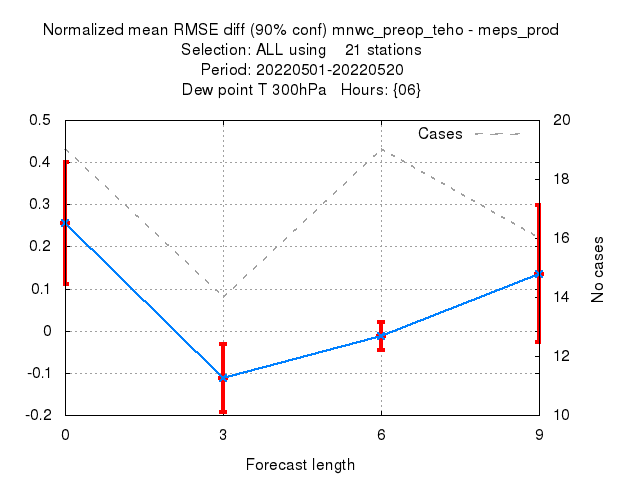 Normalized mean RMSE diff (90% conf) mnwc_preop_teho - meps_prod
Selection: ALL using    21 stations
Period: 20220501-20220520
Dew point T 300hPa   Hours: {06}
Cases
0.5
0.4
0.3
0.2
0.1
0
-0.1
-0.2
20
18
16
14
12
10
No cases
0 3 6 9
Forecast length